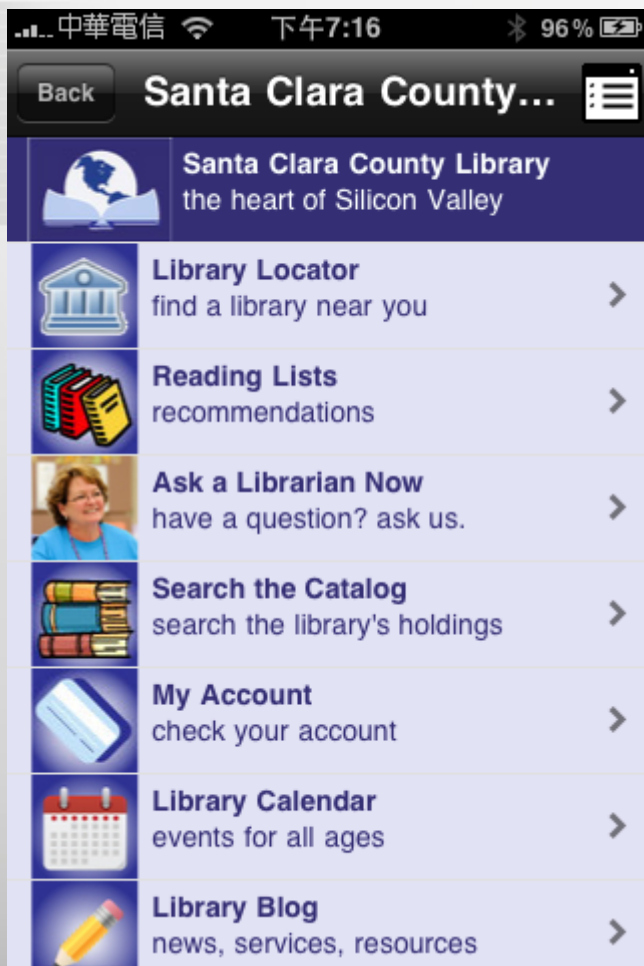 中華電信 下午7:16 96%
Back Santa Clara County...
Santa Clara County Library
the heart of Silicon Valley
Library Locator
find a library near you
Reading Lists
recommendations
Ask a Librarian Now
have a question? ask us.
Search the Catalog
search the library's holdings
My Account
check your account
Library Calendar
events for all ages
Library Blog
news, services, resources